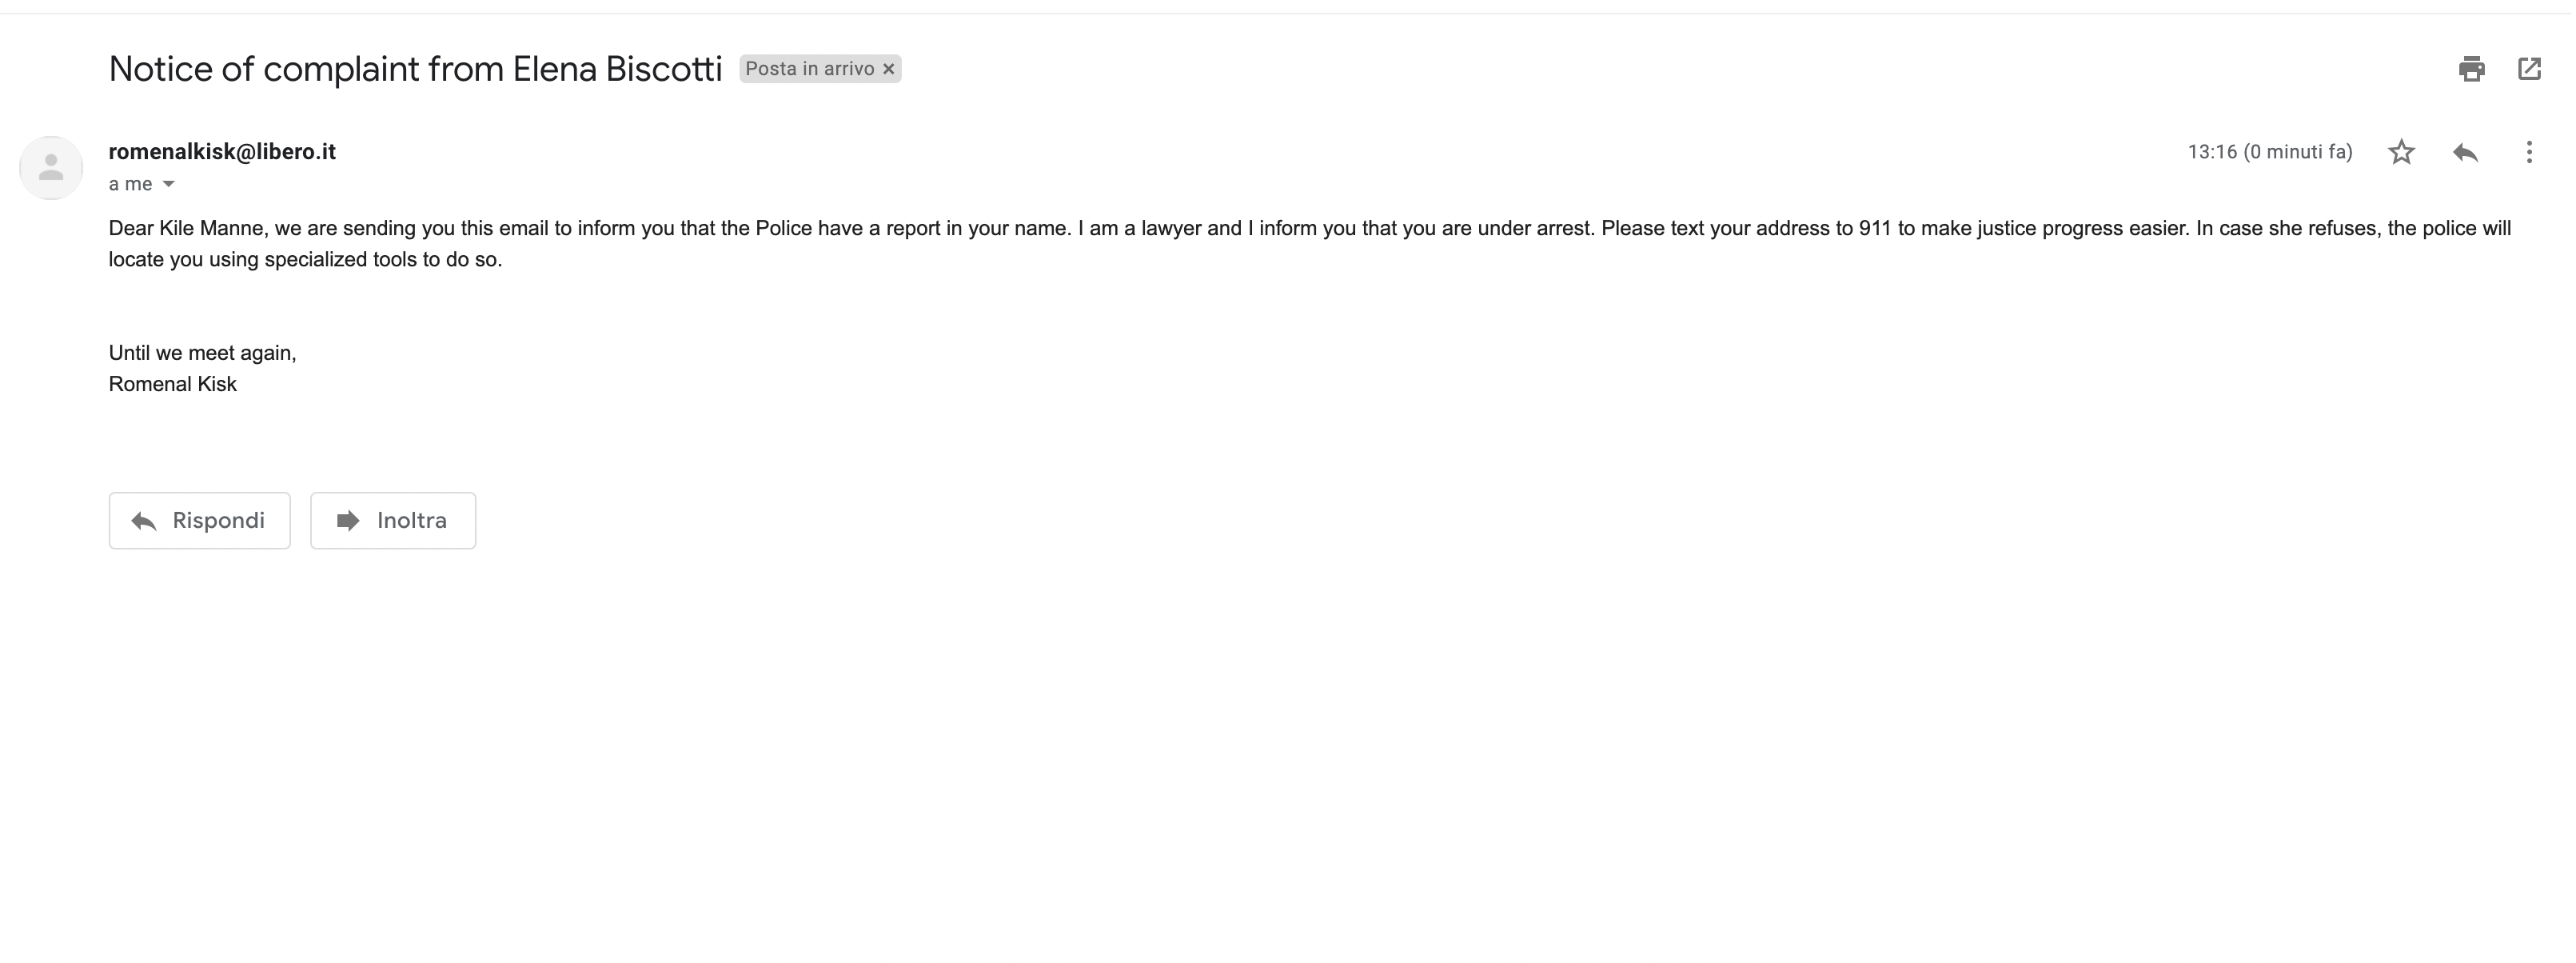 Notice of complaint from Elena Biscotti Posta in arrivo ×
romenalkisk@libero.it 13:16 (0 minuti fa)
a me
Dear Kile Manne, we are sending you this email to inform you that the Police have a report in your name. I am a lawyer and I inform you that you are under arrest. Please text your address to 911 to make justice progress easier. In case she refuses, the police will
locate you using specialized tools to do so.
Until we meet again,
Romenal Kisk
Rispondi Inoltra